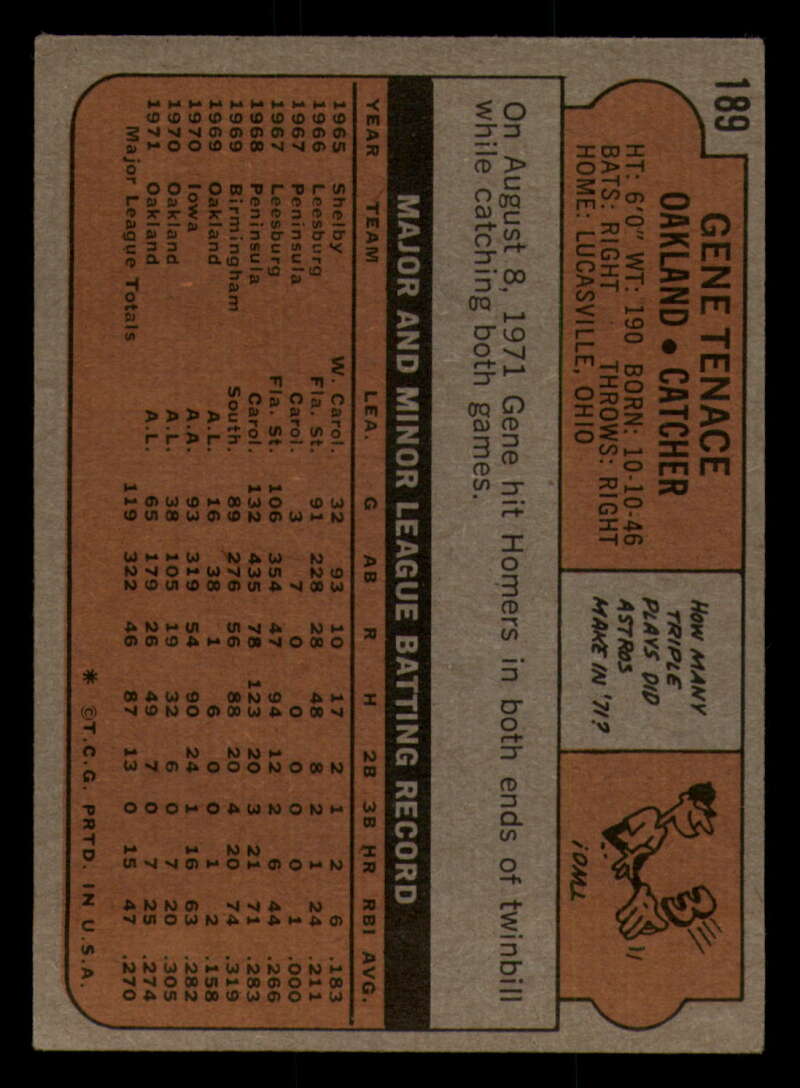 189
GENE TENACE
OAKLAND • CATCHER
HT: 6'0" WT: 190 BORN: 10-10-46
BATS: RIGHT THROWS: RIGHT
HOME: LUCASVILLE, OHIO
HOW MANY
TRIPLE
PLAYS DID
ASTROS
MAKE IN '71?
TWO!
On August 8, 1971 Gene hit Homers in both ends of twinbill
while catching both games.
MAJOR AND MINOR LEAGUE BATTING RECORD
YEAR TEAM LEA. G AB R H 2B 3B HR RBI AVG.
1965 Shelby W. Carol. 32 93 10 17 2 1 2 6 .183
1966 Leesburg Fla. St. 91 228 28 48 8 2 1 24 .211
1967 Peninsula Carol. 3 7 0 0 0 0 0 1 .000
1967 Leesburg Fla. St. 106 354 47 94 12 2 6 44 .266
1968 Peninsula Carol. 132 435 78 123 20 3 21 71 .283
1969 Birmingham South. 89 276 56 88 20 4 20 74 .319
1969 Oakland A.L. 16 38 1 6 0 0 1 2 .158
1970 Iowa A.A. 93 319 54 90 24 1 16 63 .282
1970 Oakland A.L. 38 105 19 32 6 0 7 20 .305
1971 Oakland A.L. 65 179 26 49 7 0 7 25 .274
Major League Totals 119 322 46 87 13 0 15 47 .270
* ©T.C.G. PRTD. IN U.S.A.